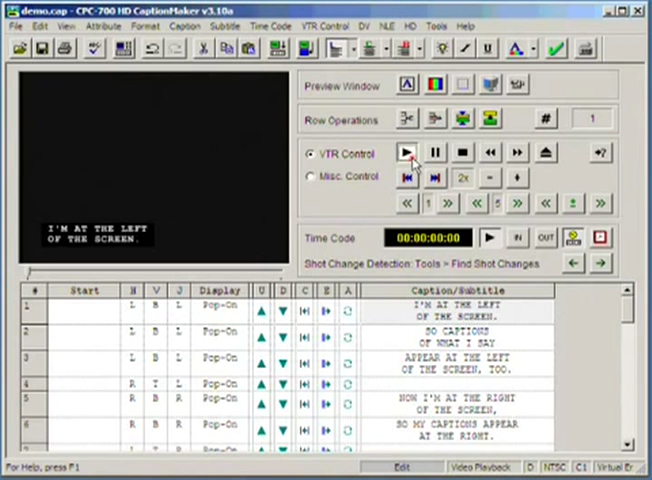 demo.cap - CPC-700 HD CaptionMaker v3.10a
File Edit View Attribute Home Format Caption Subtitle Time Code VTR Control DV NLE HD Tools Help
Preview Window
Row Operations
# 1
VTR Control
Misc. Control
2x
1 5
I'M AT THE LEFT
OF THE SCREEN.
Time Code 00:00:00:00 IN OUT
Shot Change Detection: Tools > Find Shot Changes
# Start H V J Display U D C E A Caption/Subtitle
1 L B L Pop-On I'M AT THE LEFT
OF THE SCREEN.
2 L B L Pop-On SO CAPTIONS
OF WHAT I SAY
3 L B L Pop-On APPEAR AT THE LEFT
OF THE SCREEN, TOO.
4 R T L Pop-On
5 R B R Pop-On NOW I'M AT THE RIGHT
OF THE SCREEN,
6 R B R Pop-On SO MY CAPTIONS APPEAR
AT THE RIGHT.
For Help, press F1 Edit Video Playback D NTSC C1 Virtual Er